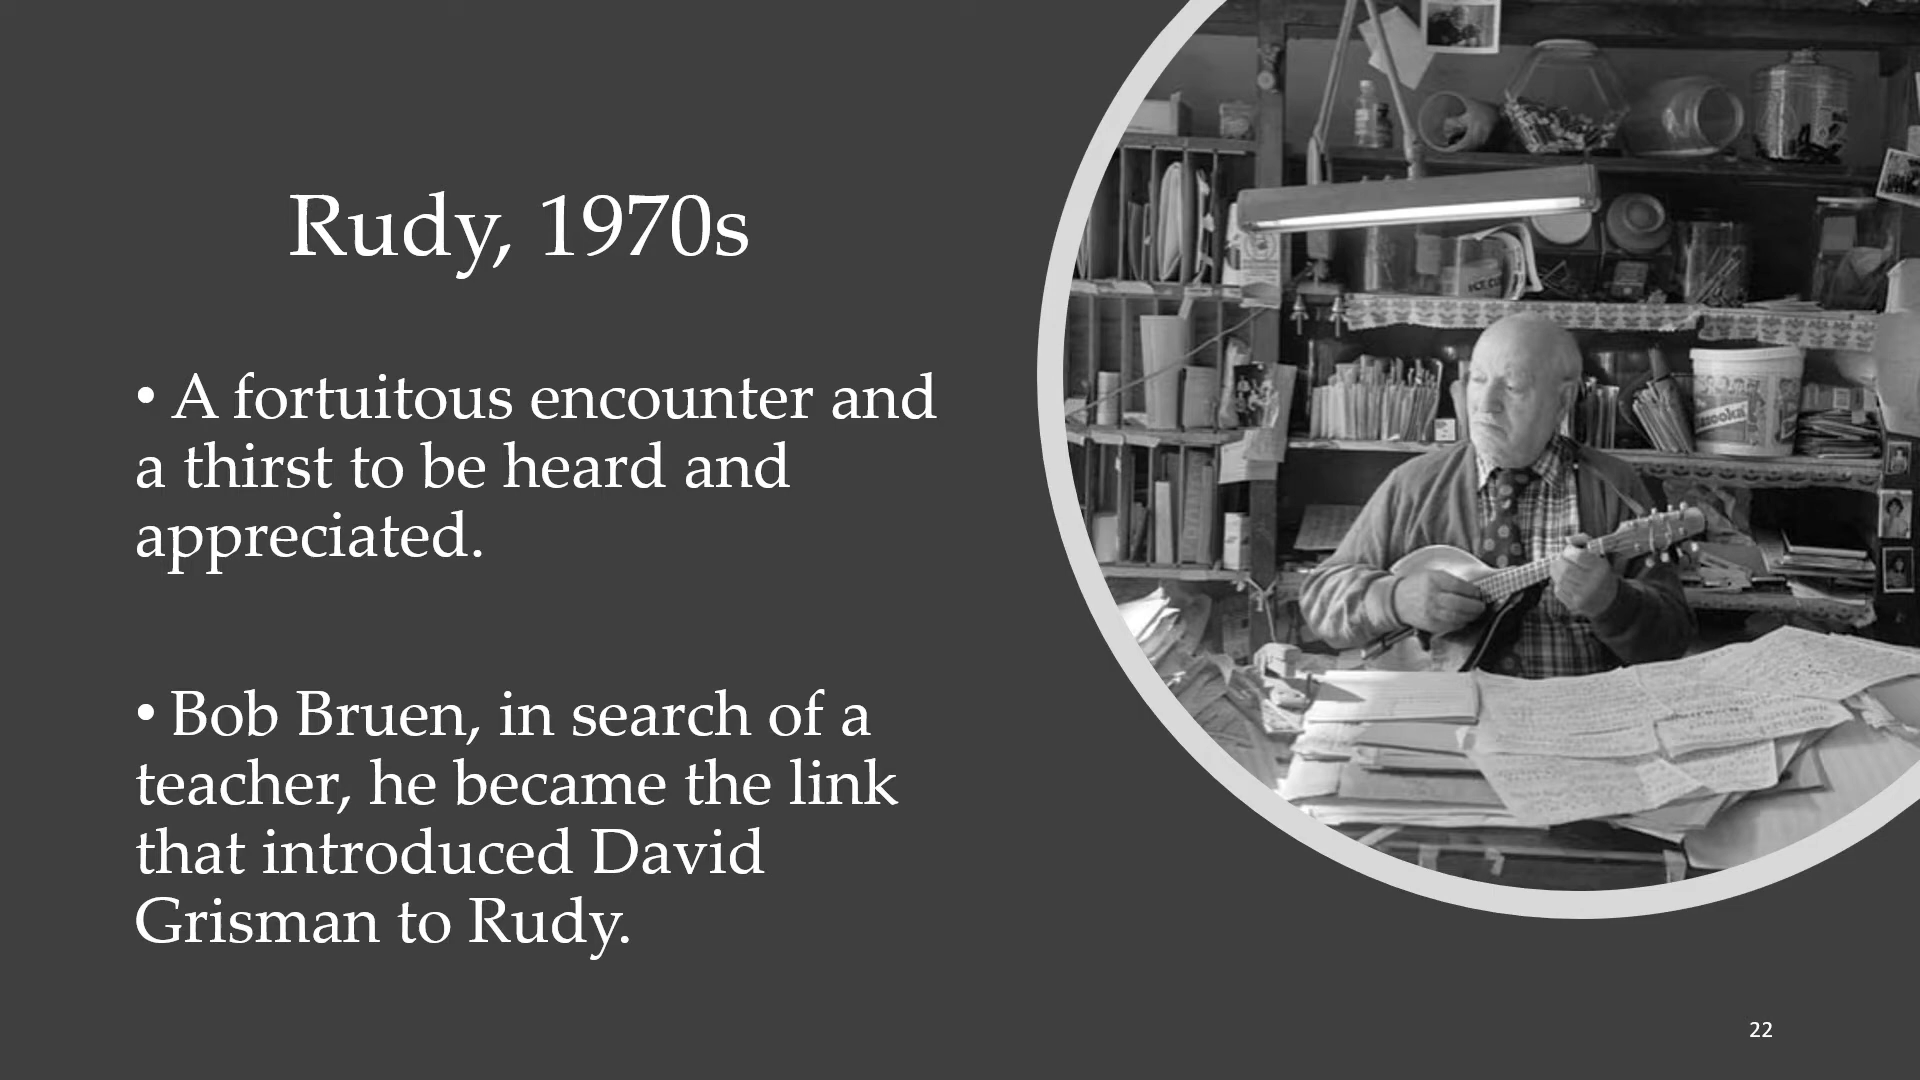 Rudy, 1970s
• A fortuitous encounter and
a thirst to be heard and
appreciated.
• Bob Bruen, in search of a
teacher, he became the link
that introduced David
Grisman to Rudy.
22